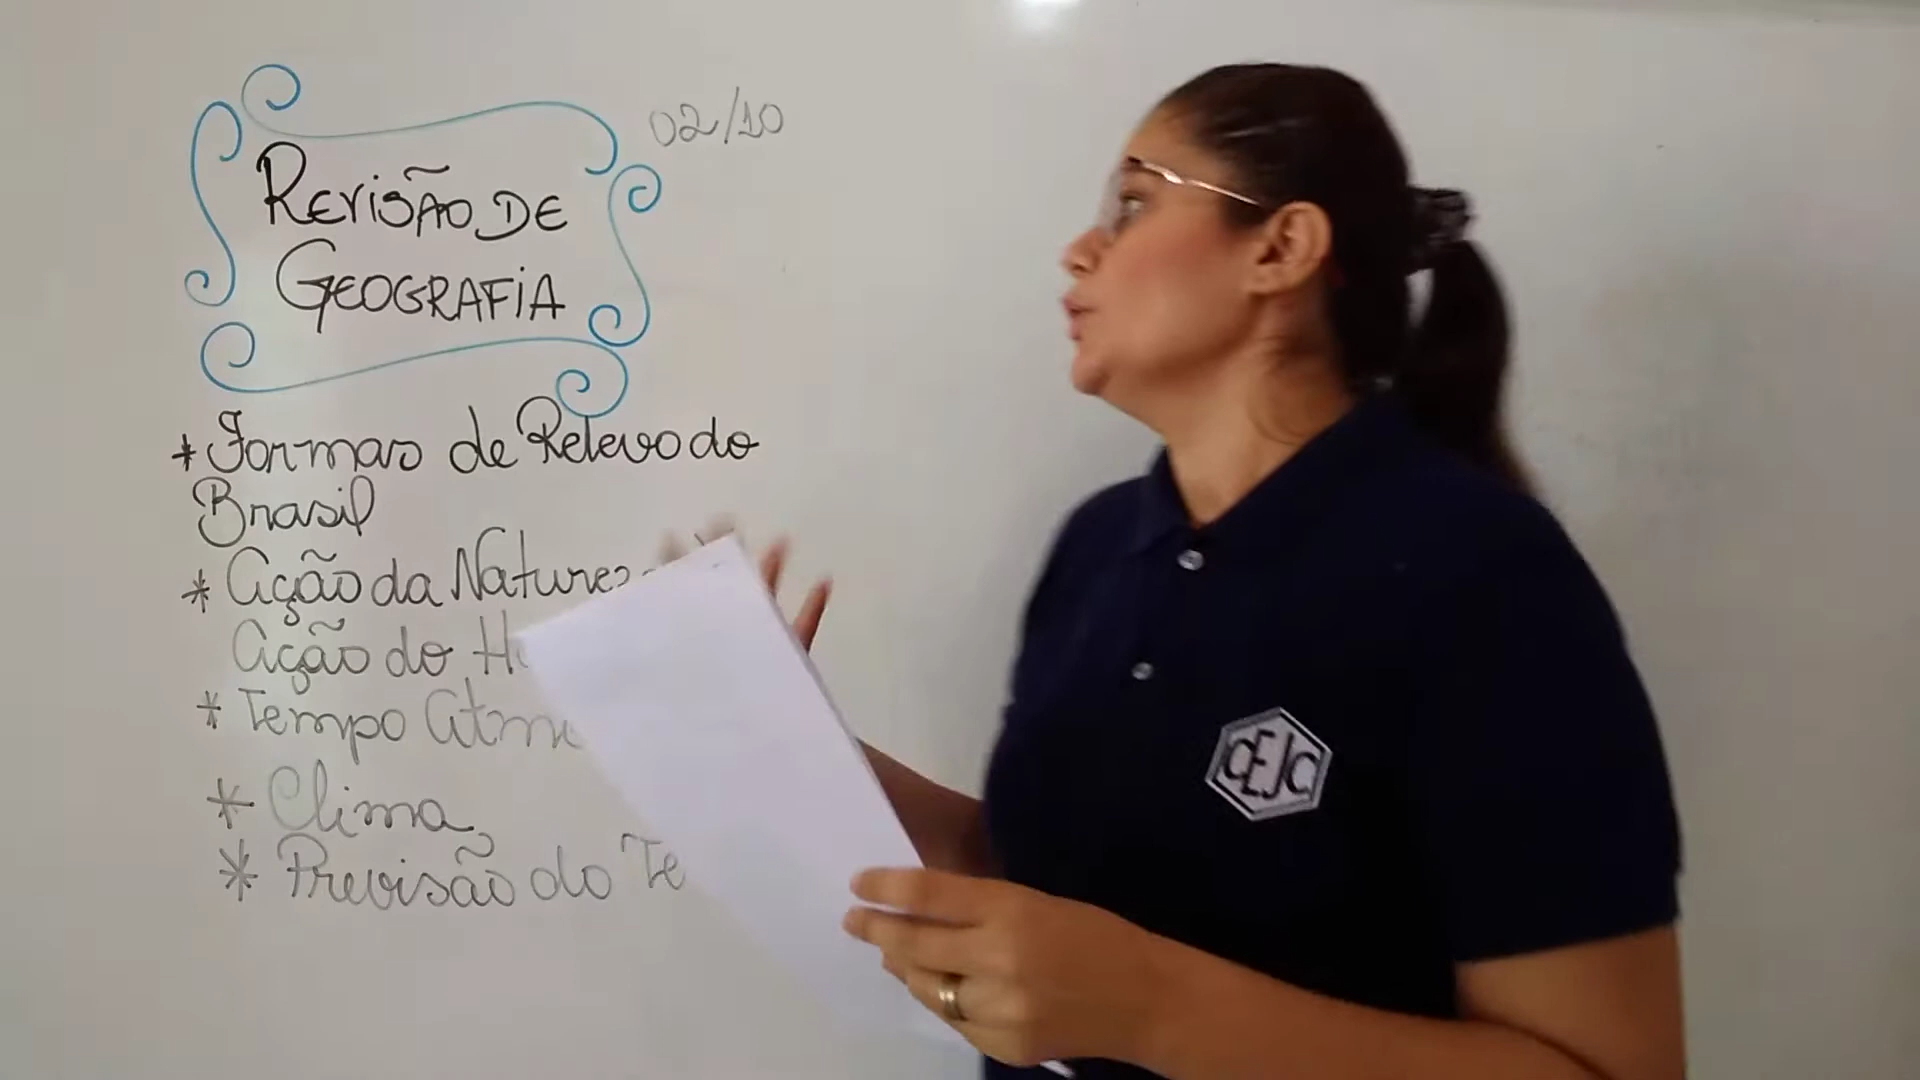 02/10
REVISÃO DE
GEOGRAFIA
* Formas de Relevo do
Brasil
* Ação da
Ação do
* Tempo
* Clima
* Previsão do
CEJC